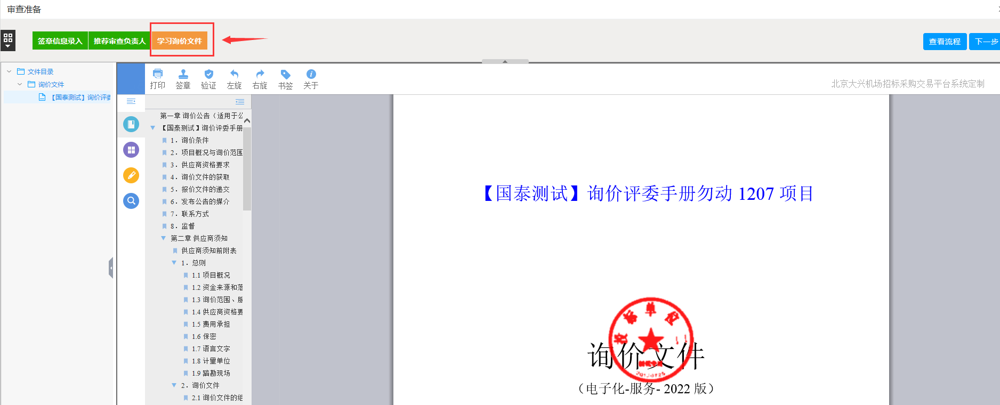 审查准备
签章信息录入
推荐审查负责人
学习询价文件
查看流程
下一步
文件目录
询价文件
【国泰测试】询价评委
打印
签章
验证
左旋
右旋
书签
关于
北京大兴机场招标采购交易平台系统定制
第一章 询价公告（适用于公
【国泰测试】询价评委手册
1. 询价条件
2. 项目概况与询价范围
3. 供应商资格要求
4. 询价文件的获取
5. 报价文件的递交
6. 发布公告的媒介
7. 联系方式
8. 监督
第二章 供应商须知
供应商须知前附表
1. 总则
1.1 项目概况
1.2 资金来源和落
1.3 询价范围、服
1.4 供应商资格要
1.5 费用承担
1.6 保密
1.7 语言文字
1.8 计量单位
1.9 踏勘现场
2. 询价文件
2.1 询价文件的组
【国泰测试】询价评委手册勿动 1207 项目
标单位
询价文件
（电子化-服务- 2022 版）